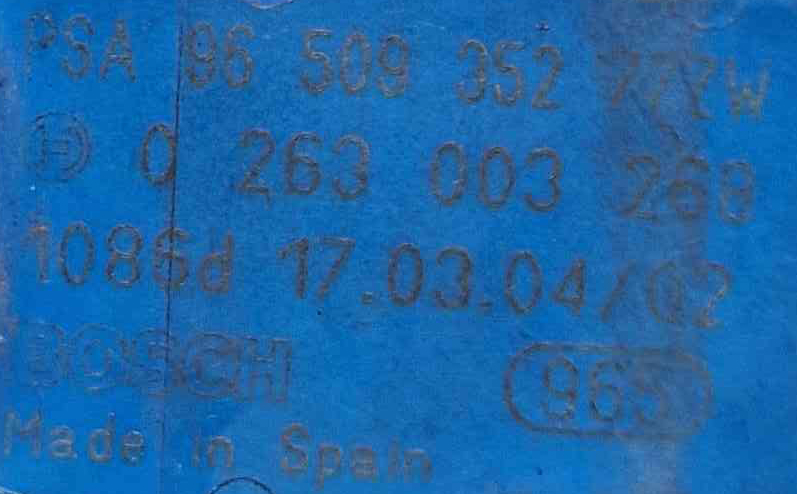 PSA 96 509 352 77ZW
0 263 003 268
1086d 17.03.04/02
BOSCH 965
Made in Spain